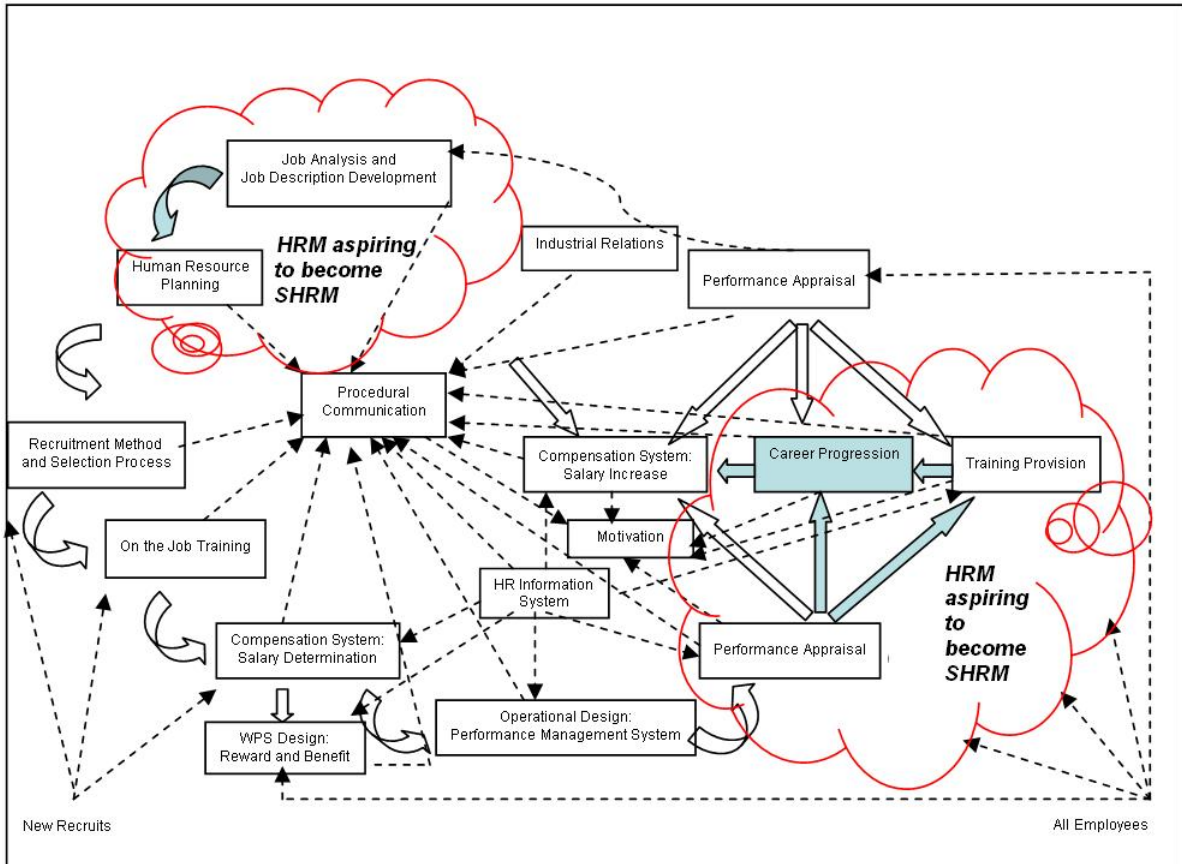 Job Analysis and
Job Description Development
HRM aspiring
to become
SHRM
Human Resource
Planning
Industrial Relations
Performance Appraisal
Procedural
Communication
Recruitment Method
and Selection Process
Compensation System:
Salary Increase
Career Progression
Training Provision
On the Job Training
Motivation
HR Information
System
HRM
aspiring
to
become
SHRM
Compensation System:
Salary Determination
Performance Appraisal
WPS Design:
Reward and Benefit
Operational Design:
Performance Management System
New Recruits
All Employees